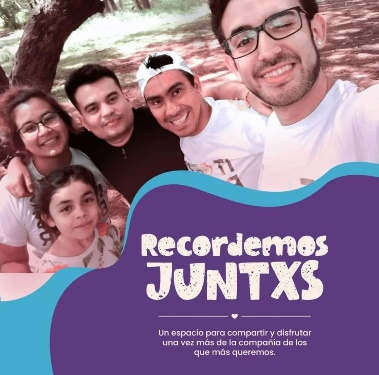 Recordemos
JUNTXS
Un espacio para compartir y disfrutar
una vez más de la compañía de los
que más queremos.